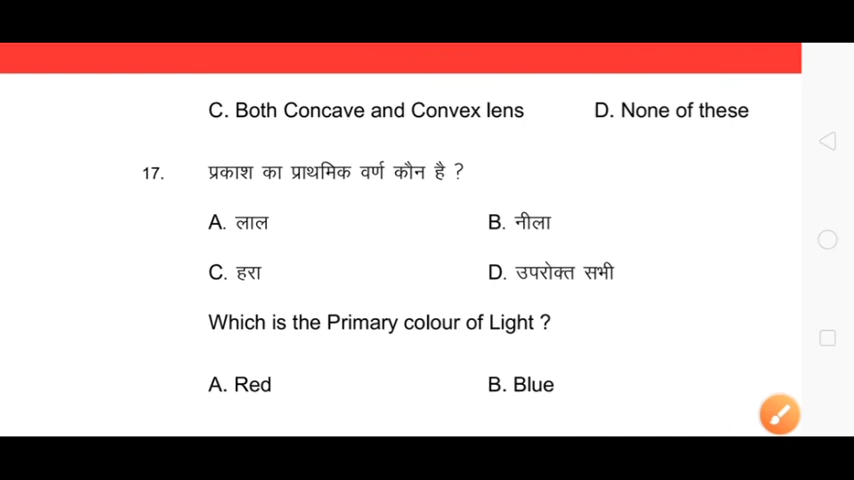 C. Both Concave and Convex lens D. None of these
17. प्रकाश का प्राथमिक वर्ण कौन है ?
A. लाल B. नीला
C. हरा D. उपरोक्त सभी
Which is the Primary colour of Light ?
A. Red B. Blue